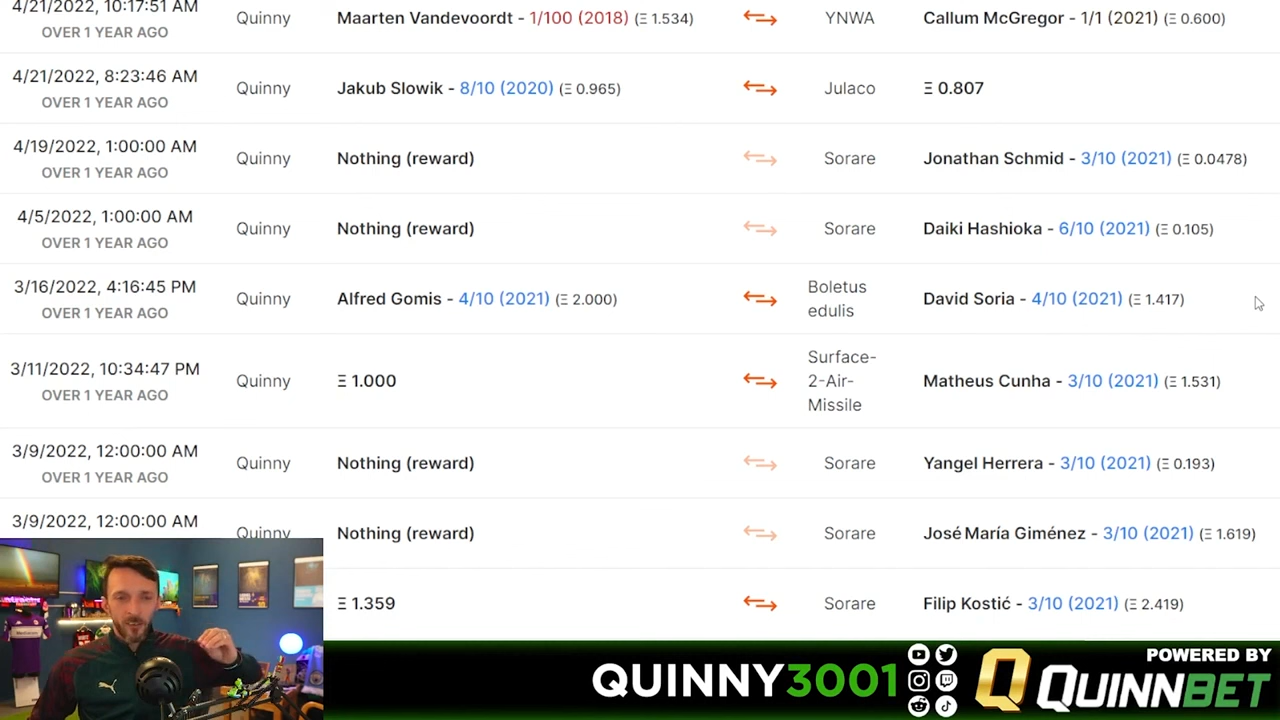 4/21/2022, 10:17:51 AM Quinny Maarten Vandevoordt - 1/100 (2018) (Ξ 1.534) YNWA Callum McGregor - 1/1 (2021) (Ξ 0.600)
OVER 1 YEAR AGO
4/21/2022, 8:23:46 AM Quinny Jakub Slowik - 8/10 (2020) (Ξ 0.965) Julaco Ξ 0.807
OVER 1 YEAR AGO
4/19/2022, 1:00:00 AM Quinny Nothing (reward) Sorare Jonathan Schmid - 3/10 (2021) (Ξ 0.0478)
OVER 1 YEAR AGO
4/5/2022, 1:00:00 AM Quinny Nothing (reward) Sorare Daiki Hashioka - 6/10 (2021) (Ξ 0.105)
OVER 1 YEAR AGO
3/16/2022, 4:16:45 PM Quinny Alfred Gomis - 4/10 (2021) (Ξ 2.000) Boletus edulis David Soria - 4/10 (2021) (Ξ 1.417)
OVER 1 YEAR AGO
3/11/2022, 10:34:47 PM Quinny Ξ 1.000 Surface-2-Air-Missile Matheus Cunha - 3/10 (2021) (Ξ 1.531)
OVER 1 YEAR AGO
3/9/2022, 12:00:00 AM Quinny Nothing (reward) Sorare Yangel Herrera - 3/10 (2021) (Ξ 0.193)
OVER 1 YEAR AGO
3/9/2022, 12:00:00 AM Quinny Nothing (reward) Sorare José María Giménez - 3/10 (2021) (Ξ 1.619)
Ξ 1.359 Sorare Filip Kostić - 3/10 (2021) (Ξ 2.419)
QUINNY3001
POWERED BY
QUINNBET